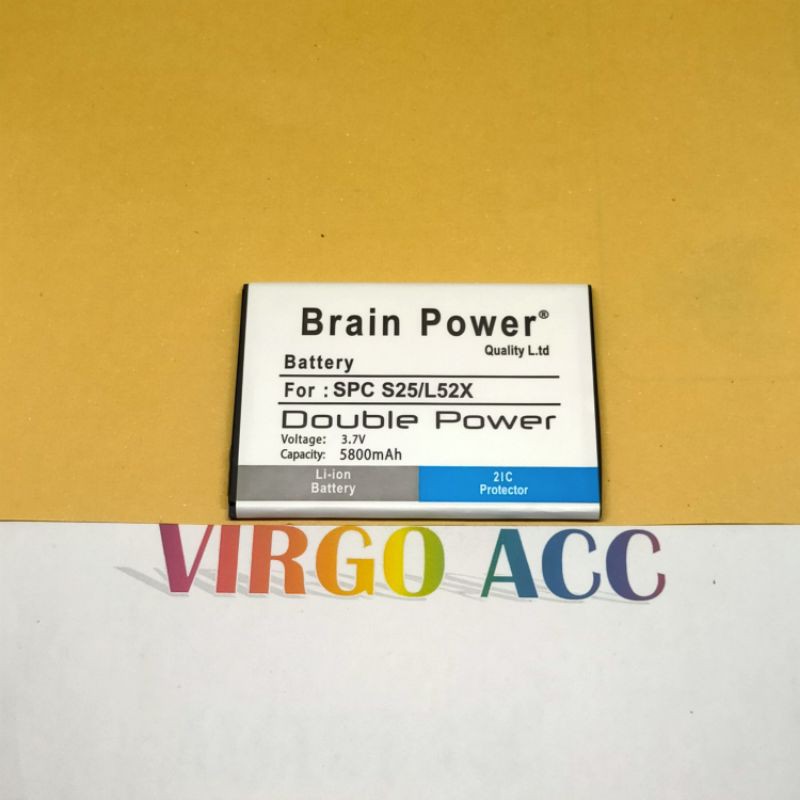 Brain Power®
Quality L.td
Battery
For : SPC S25/L52X
Double Power
Voltage: 3.7V
Capacity: 5800mAh
Li-ion
Battery
2IC
Protector
VIRGO ACC